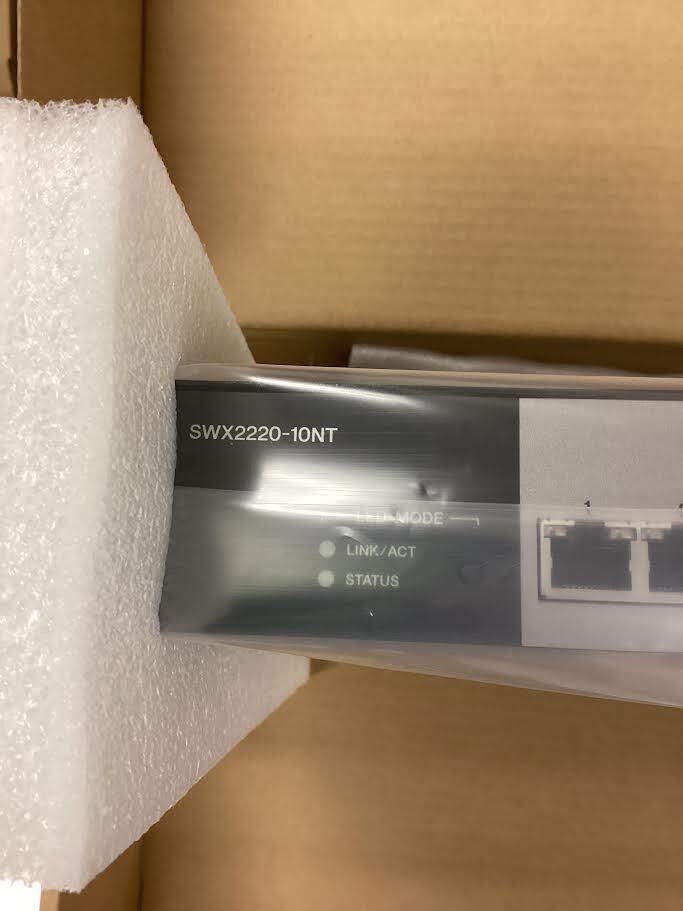 SWX2220-10NT
LED MODE
LINK/ACT
STATUS
1